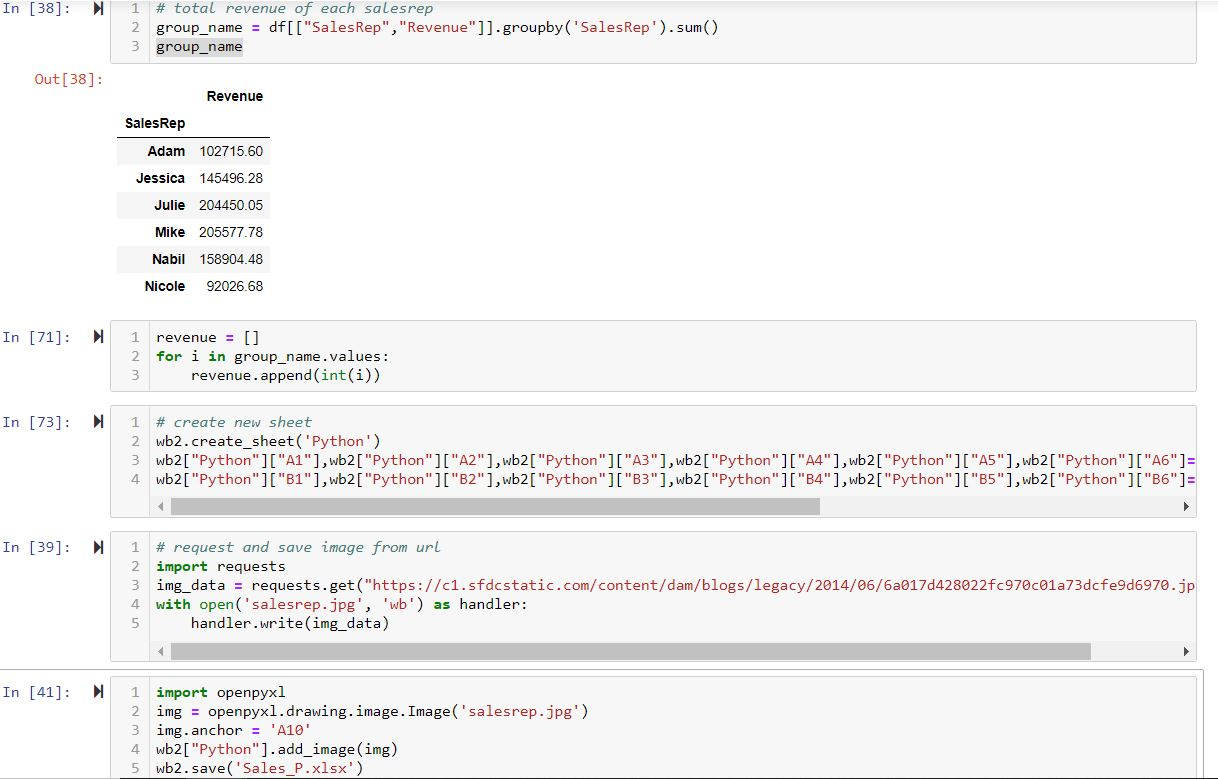 In [38]:
1 # total revenue of each salesrep
2 group_name = df[["SalesRep","Revenue"]].groupby('SalesRep').sum()
3 group_name
Out[38]:
Revenue
SalesRep
Adam 102715.60
Jessica 145496.28
Julie 204450.05
Mike 205577.78
Nabil 158904.48
Nicole 92026.68
In [71]:
1 revenue = []
2 for i in group_name.values:
3     revenue.append(int(i))
In [73]:
1 # create new sheet
2 wb2.create_sheet('Python')
3 wb2["Python"]["A1"],wb2["Python"]["A2"],wb2["Python"]["A3"],wb2["Python"]["A4"],wb2["Python"]["A5"],wb2["Python"]["A6"]=
4 wb2["Python"]["B1"],wb2["Python"]["B2"],wb2["Python"]["B3"],wb2["Python"]["B4"],wb2["Python"]["B5"],wb2["Python"]["B6"]=
In [39]:
1 # request and save image from url
2 import requests
3 img_data = requests.get("https://c1.sfdcstatic.com/content/dam/blogs/legacy/2014/06/6a017d428022fc970c01a73dcfe9d6970.jp
4 with open('salesrep.jpg', 'wb') as handler:
5     handler.write(img_data)
In [41]:
1 import openpyxl
2 img = openpyxl.drawing.image.Image('salesrep.jpg')
3 img.anchor = 'A10'
4 wb2["Python"].add_image(img)
5 wb2.save('Sales_P.xlsx')